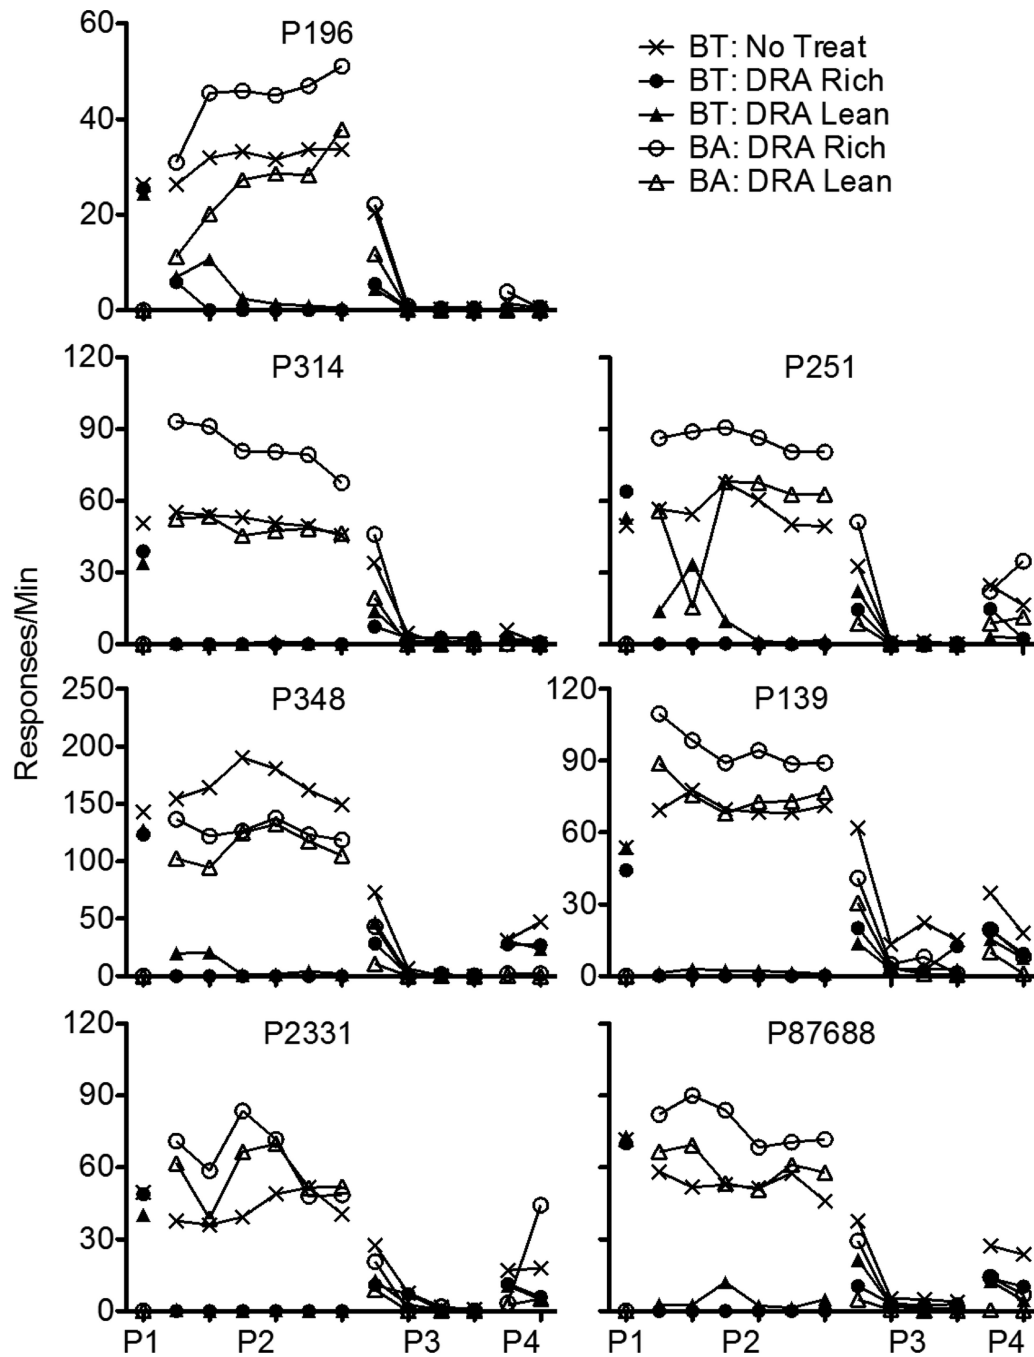 P196
60
40
20
0
BT: No Treat
BT: DRA Rich
BT: DRA Lean
BA: DRA Rich
BA: DRA Lean
P314
120
90
60
30
0
P251
Responses/Min
P348
250
200
150
100
50
0
P139
120
90
60
30
0
P2331
120
90
60
30
0
P87688
P1 P2 P3 P4
P1 P2 P3 P4